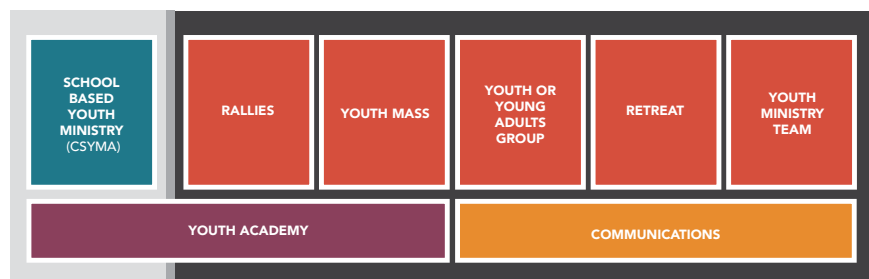 SCHOOL
BASED
YOUTH
MINISTRY
(CSYMA)
RALLIES
YOUTH MASS
YOUTH OR
YOUNG
ADULTS
GROUP
RETREAT
YOUTH
MINISTRY
TEAM
YOUTH ACADEMY
COMMUNICATIONS